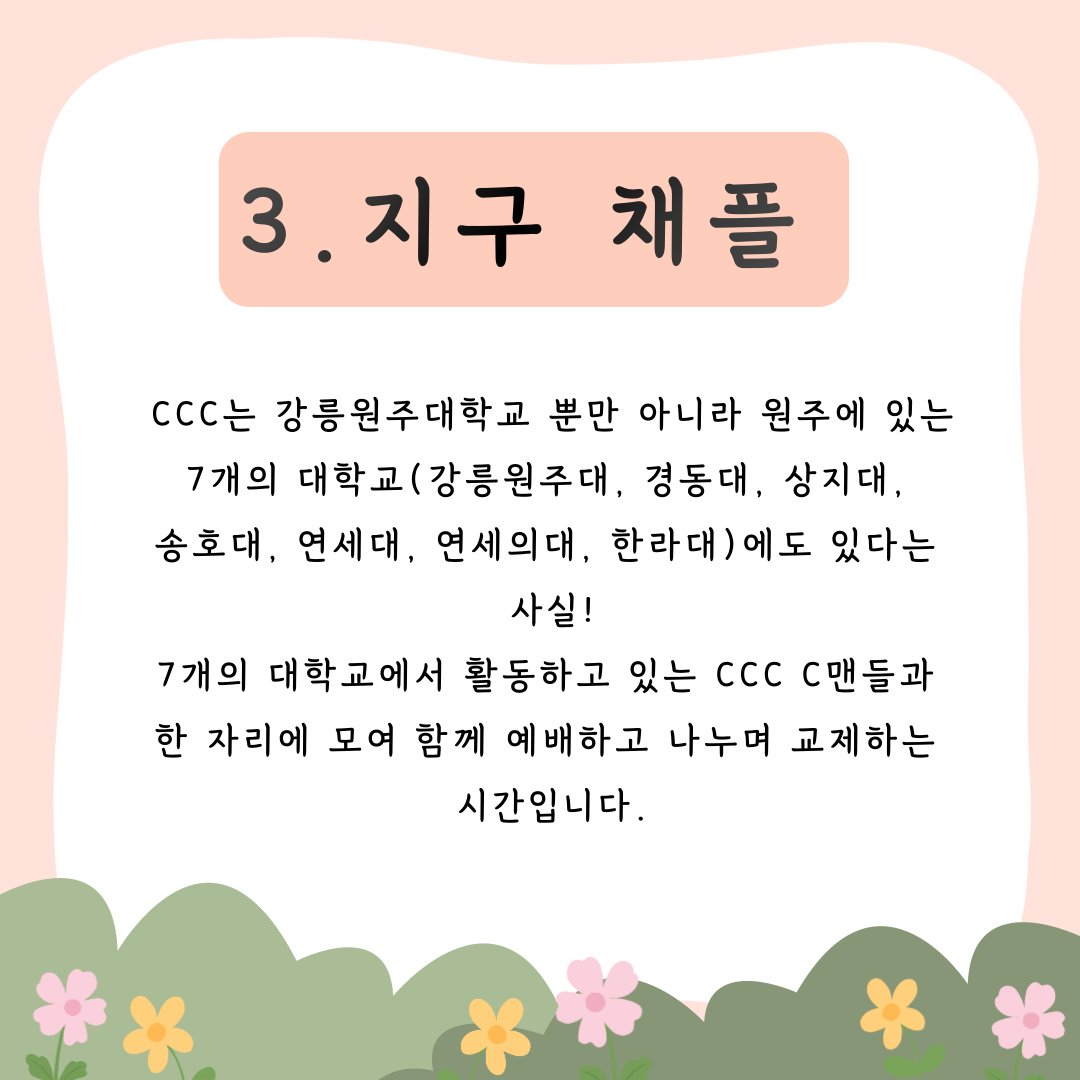 3.지구 채플
CCC는 강릉원주대학교 뿐만 아니라 원주에 있는
7개의 대학교(강릉원주대, 경동대, 상지대,
송호대, 연세대, 연세의대, 한라대)에도 있다는
사실!
7개의 대학교에서 활동하고 있는 CCC C맨들과
한 자리에 모여 함께 예배하고 나누며 교제하는
시간입니다.